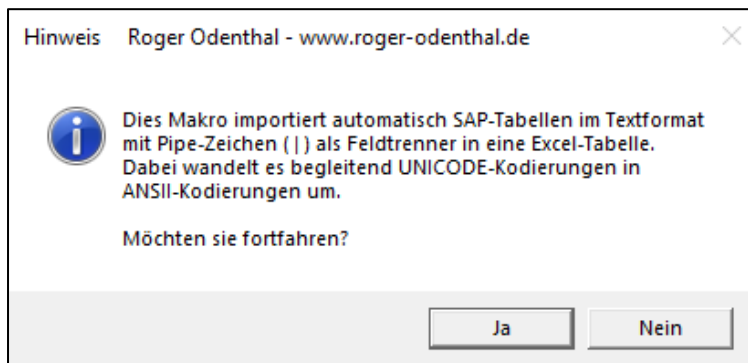 Hinweis Roger Odenthal - www.roger-odenthal.de
Dies Makro importiert automatisch SAP-Tabellen im Textformat
mit Pipe-Zeichen ( | ) als Feldtrenner in eine Excel-Tabelle.
Dabei wandelt es begleitend UNICODE-Kodierungen in
ANSII-Kodierungen um.
Möchten sie fortfahren?
Ja
Nein